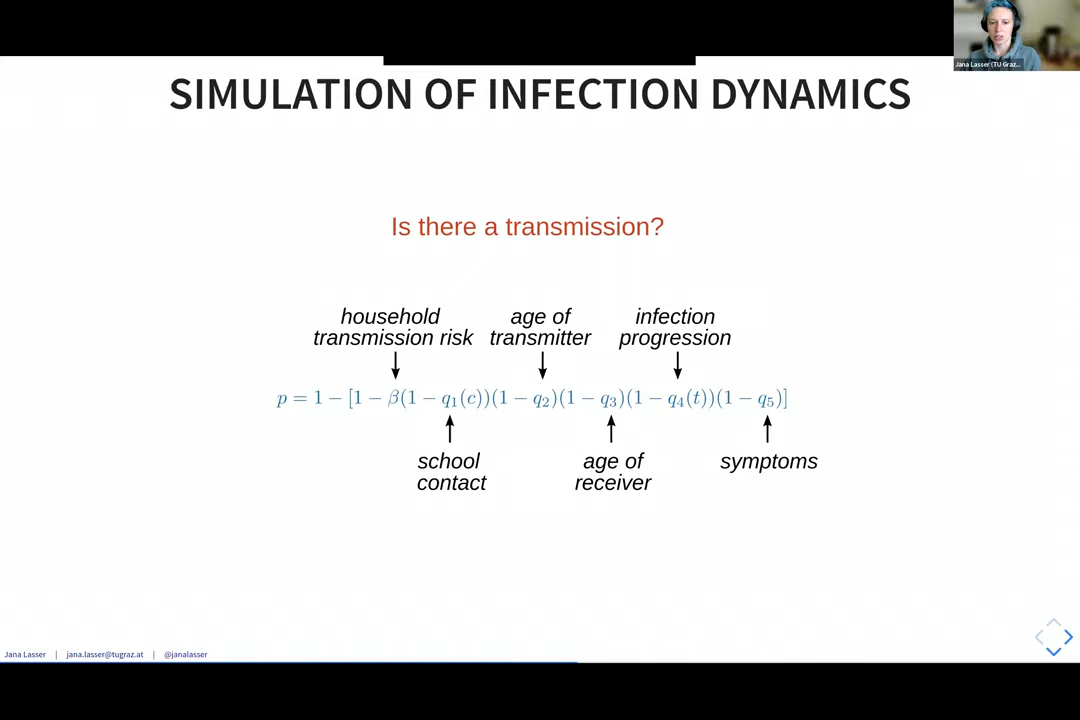 Jana Lasser (TU Graz...
SIMULATION OF INFECTION DYNAMICS
Is there a transmission?
household
transmission risk
age of
transmitter
infection
progression
p = 1 − [1 − β(1 − q₁(c))(1 − q₂)(1 − q₃)(1 − q₄(t))(1 − q₅)]
school
contact
age of
receiver
symptoms
Jana Lasser | jana.lasser@tugraz.at | @janalasser